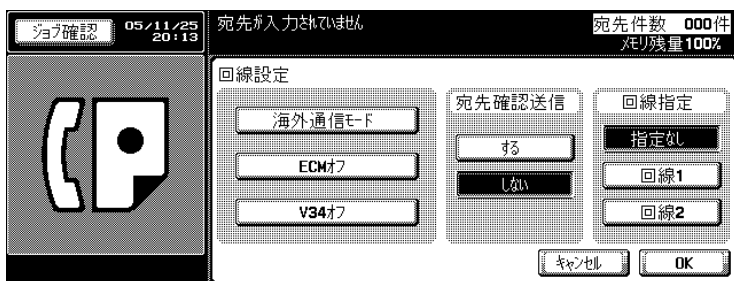 ジョブ確認
05/11/25
20:13
宛先が入力されていません
宛先件数 000件
メモリ残量100%
回線設定
海外通信モード
ECMオフ
V34オフ
宛先確認送信
する
しない
回線指定
指定なし
回線1
回線2
キャンセル
OK